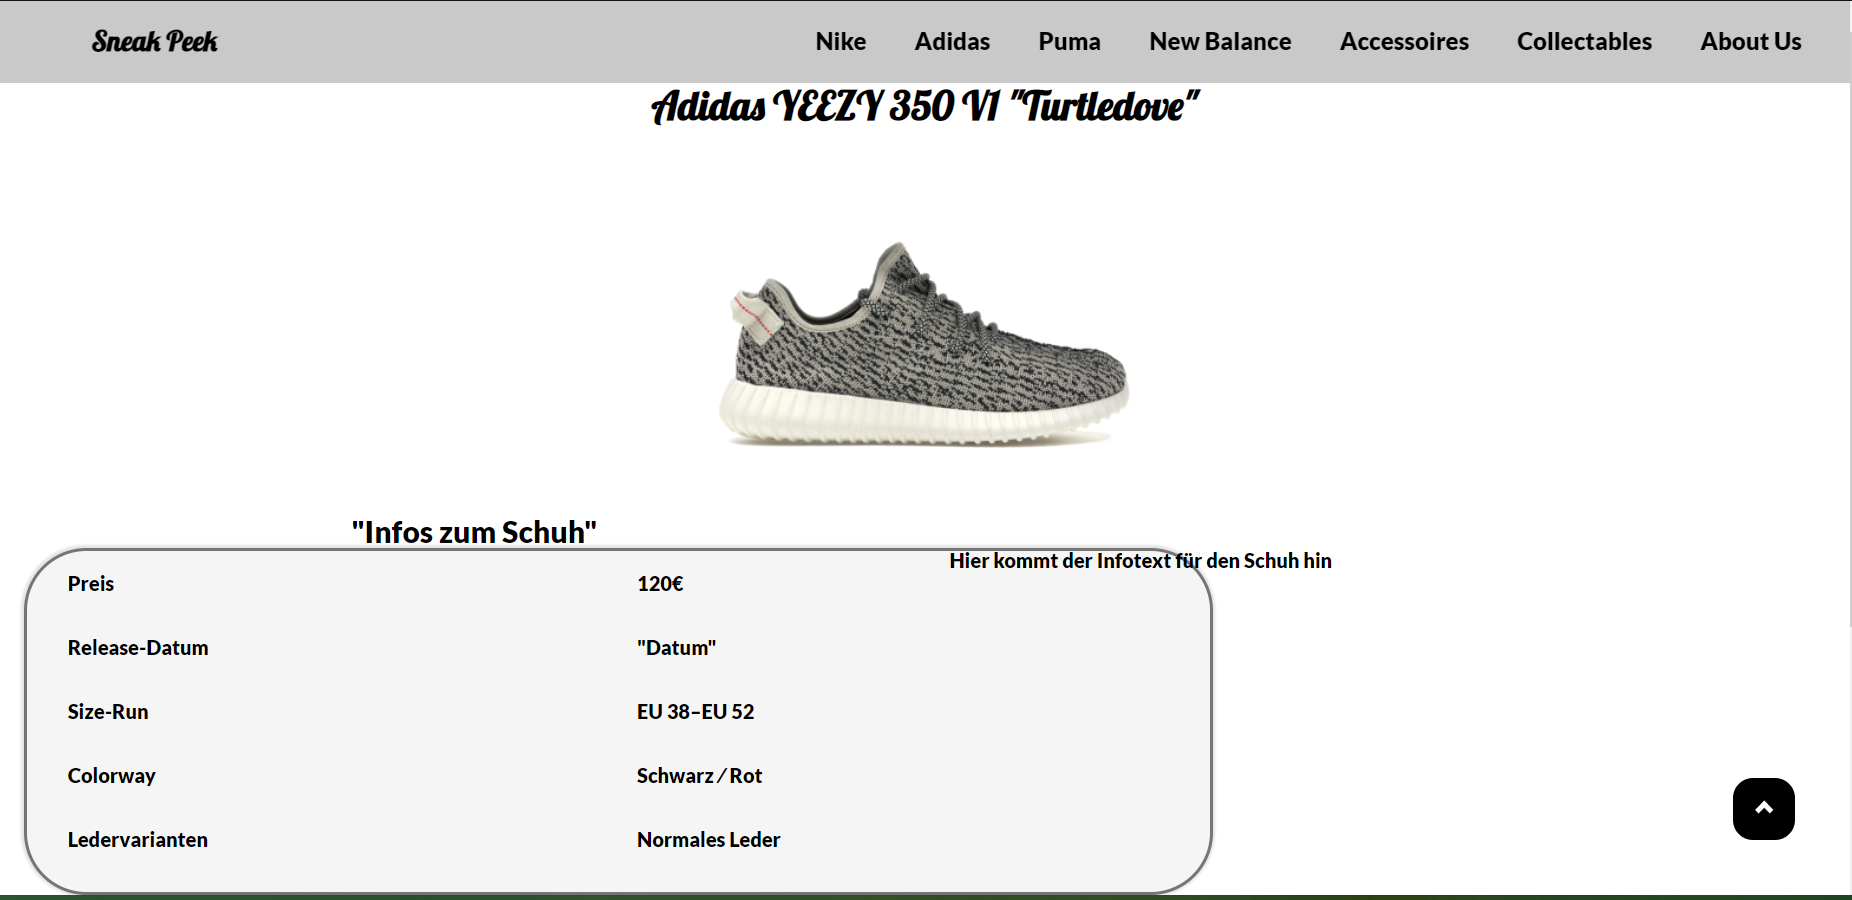 Sneak Peek
Nike Adidas Puma New Balance Accessoires Collectables About Us
Adidas YEEZY 350 V1 "Turtledove"
"Infos zum Schuh"
Hier kommt der Infotext für den Schuh hin
Preis 120€
Release-Datum "Datum"
Size-Run EU 38–EU 52
Colorway Schwarz / Rot
Ledervarianten Normales Leder